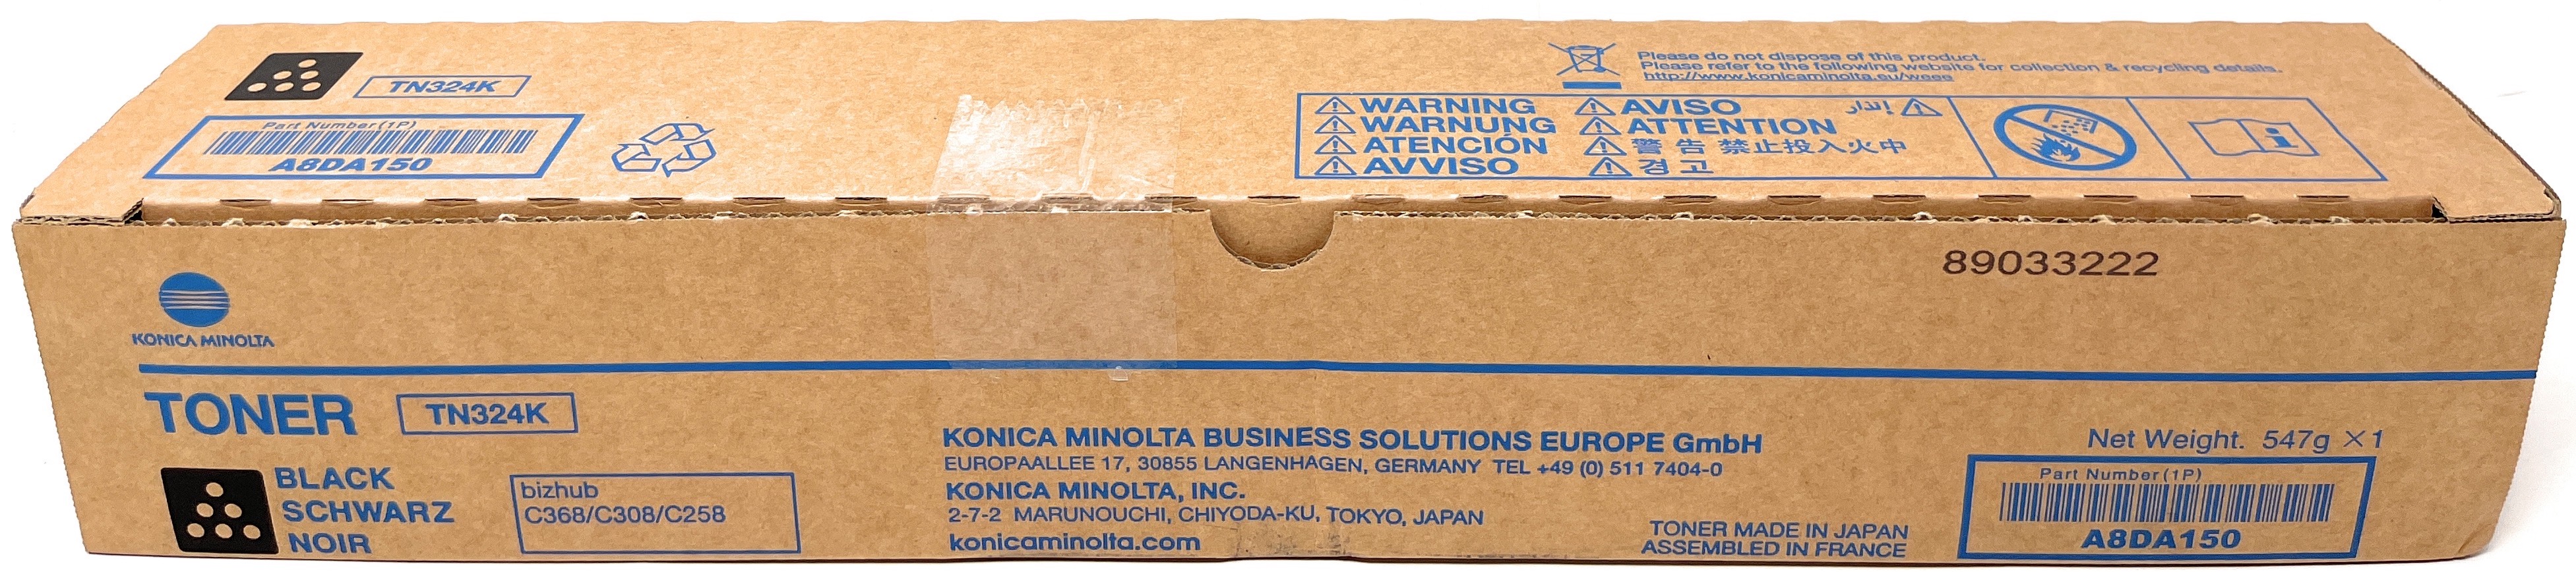 TN324K
Part Number(1P)
A8DA150
Please do not dispose of this product.
Please refer to the following website for collection & recycling details.
http://www.konicaminolta.eu/weee
WARNING
WARNUNG
ATENCIÓN
AVVISO
AVISO
ATTENTION
警告 禁止投入火中
경고
إنذار
89033222
KONICA MINOLTA
TONER TN324K
BLACK
SCHWARZ
NOIR
bizhub
C368/C308/C258
KONICA MINOLTA BUSINESS SOLUTIONS EUROPE GmbH
EUROPAALLEE 17, 30855 LANGENHAGEN, GERMANY TEL +49 (0) 511 7404-0
KONICA MINOLTA, INC.
2-7-2 MARUNOUCHI, CHIYODA-KU, TOKYO, JAPAN
konicaminolta.com
TONER MADE IN JAPAN
ASSEMBLED IN FRANCE
Net Weight. 547g ×1
Part Number(1P)
A8DA150